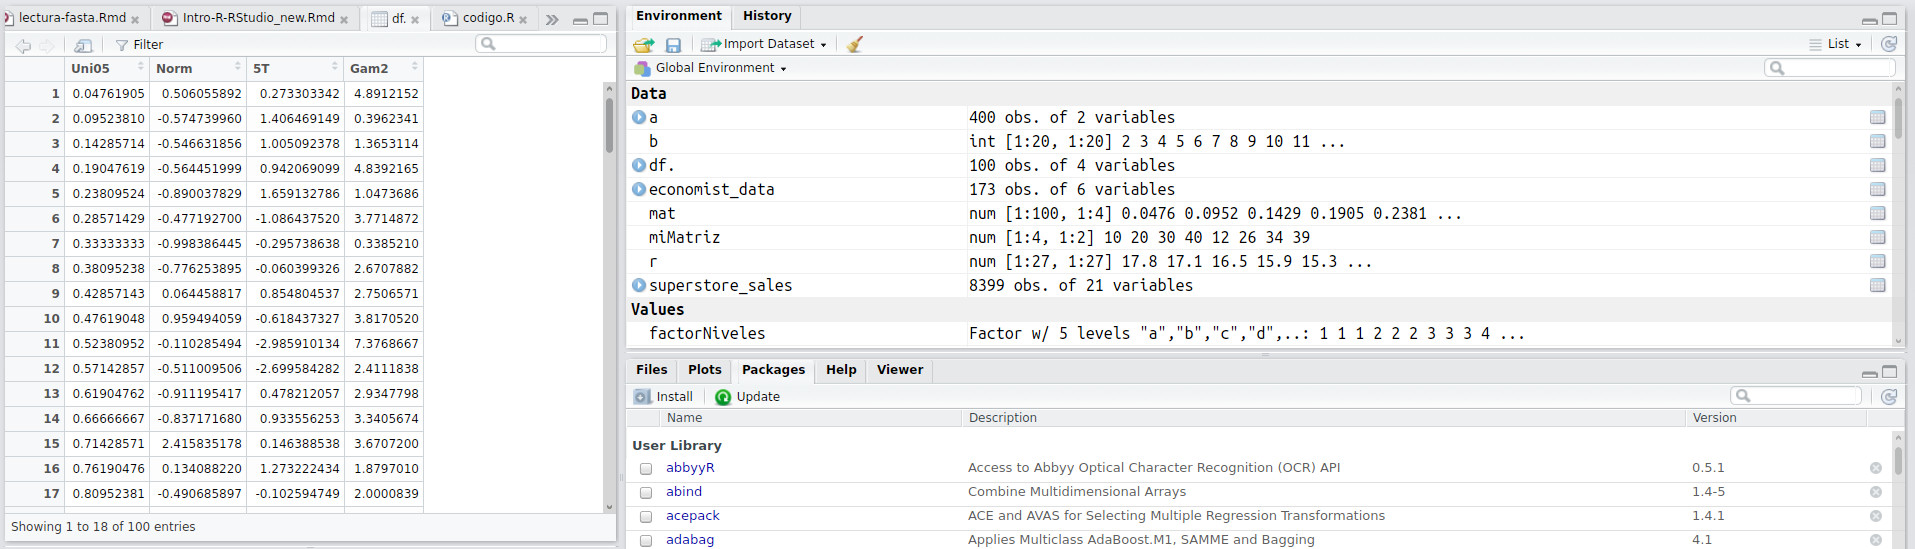 lectura-fasta.Rmd Intro-R-RStudio_new.Rmd df. codigo.R
Filter
Uni05 Norm 5T Gam2
1 0.04761905 0.506055892 0.273303342 4.8912152
2 0.09523810 -0.574739960 1.406469149 0.3962341
3 0.14285714 -0.546631856 1.005092378 1.3653114
4 0.19047619 -0.564451999 0.942069099 4.8392165
5 0.23809524 -0.890037829 1.659132786 1.0473686
6 0.28571429 -0.477192700 -1.086437520 3.7714872
7 0.33333333 -0.998386445 -0.295738638 0.3385210
8 0.38095238 -0.776253895 -0.060399326 2.6707882
9 0.42857143 0.064458817 0.854804537 2.7506571
10 0.47619048 0.959494059 -0.618437327 3.8170520
11 0.52380952 -0.110285494 -2.985910134 7.3768667
12 0.57142857 -0.511009506 -2.699584282 2.4111838
13 0.61904762 -0.911195417 0.478212057 2.9347798
14 0.66666667 -0.837171680 0.933556253 3.3405674
15 0.71428571 2.415835178 0.146388538 3.6707200
16 0.76190476 0.134088220 1.273222434 1.8797010
17 0.80952381 -0.490685897 -0.102594749 2.0000839
Showing 1 to 18 of 100 entries
Environment History
Import Dataset List
Global Environment
Data
a 400 obs. of 2 variables
b int [1:20, 1:20] 2 3 4 5 6 7 8 9 10 11 ...
df. 100 obs. of 4 variables
economist_data 173 obs. of 6 variables
mat num [1:100, 1:4] 0.0476 0.0952 0.1429 0.1905 0.2381 ...
miMatriz num [1:4, 1:2] 10 20 30 40 12 26 34 39
r num [1:27, 1:27] 17.8 17.1 16.5 15.9 15.3 ...
superstore_sales 8399 obs. of 21 variables
Values
factorNiveles Factor w/ 5 levels "a","b","c","d",..: 1 1 1 2 2 2 3 3 3 4 ...
Files Plots Packages Help Viewer
Install Update
Name Description Version
User Library
abbyyR Access to Abbyy Optical Character Recognition (OCR) API 0.5.1
abind Combine Multidimensional Arrays 1.4-5
acepack ACE and AVAS for Selecting Multiple Regression Transformations 1.4.1
adabag Applies Multiclass AdaBoost.M1, SAMME and Bagging 4.1